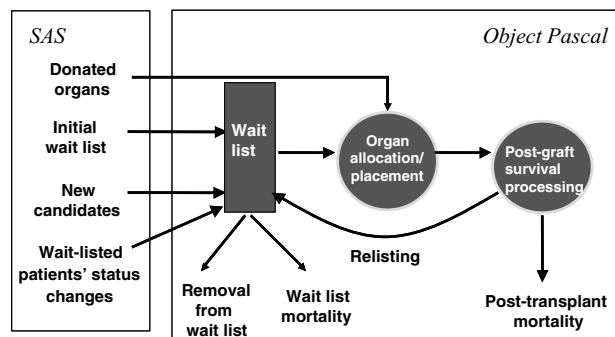 SAS
Object Pascal
Donated
organs
Initial
wait list
New
candidates
Wait-listed
patients’ status
changes
Wait
list
Organ
allocation/
placement
Post-graft
survival
processing
Relisting
Removal
from
wait list
Wait list
mortality
Post-transplant
mortality